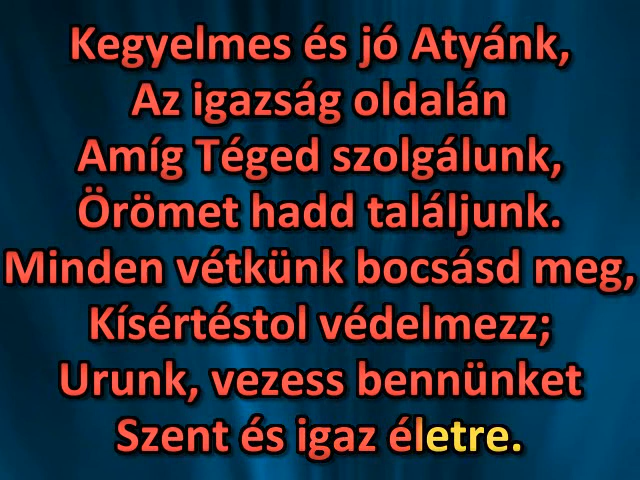 Kegyelmes és jó Atyánk,
Az igazság oldalán
Amíg Téged szolgálunk,
Örömet hadd találjunk.
Minden vétkünk bocsásd meg,
Kísértéstol védelmezz;
Urunk, vezess bennünket
Szent és igaz életre.